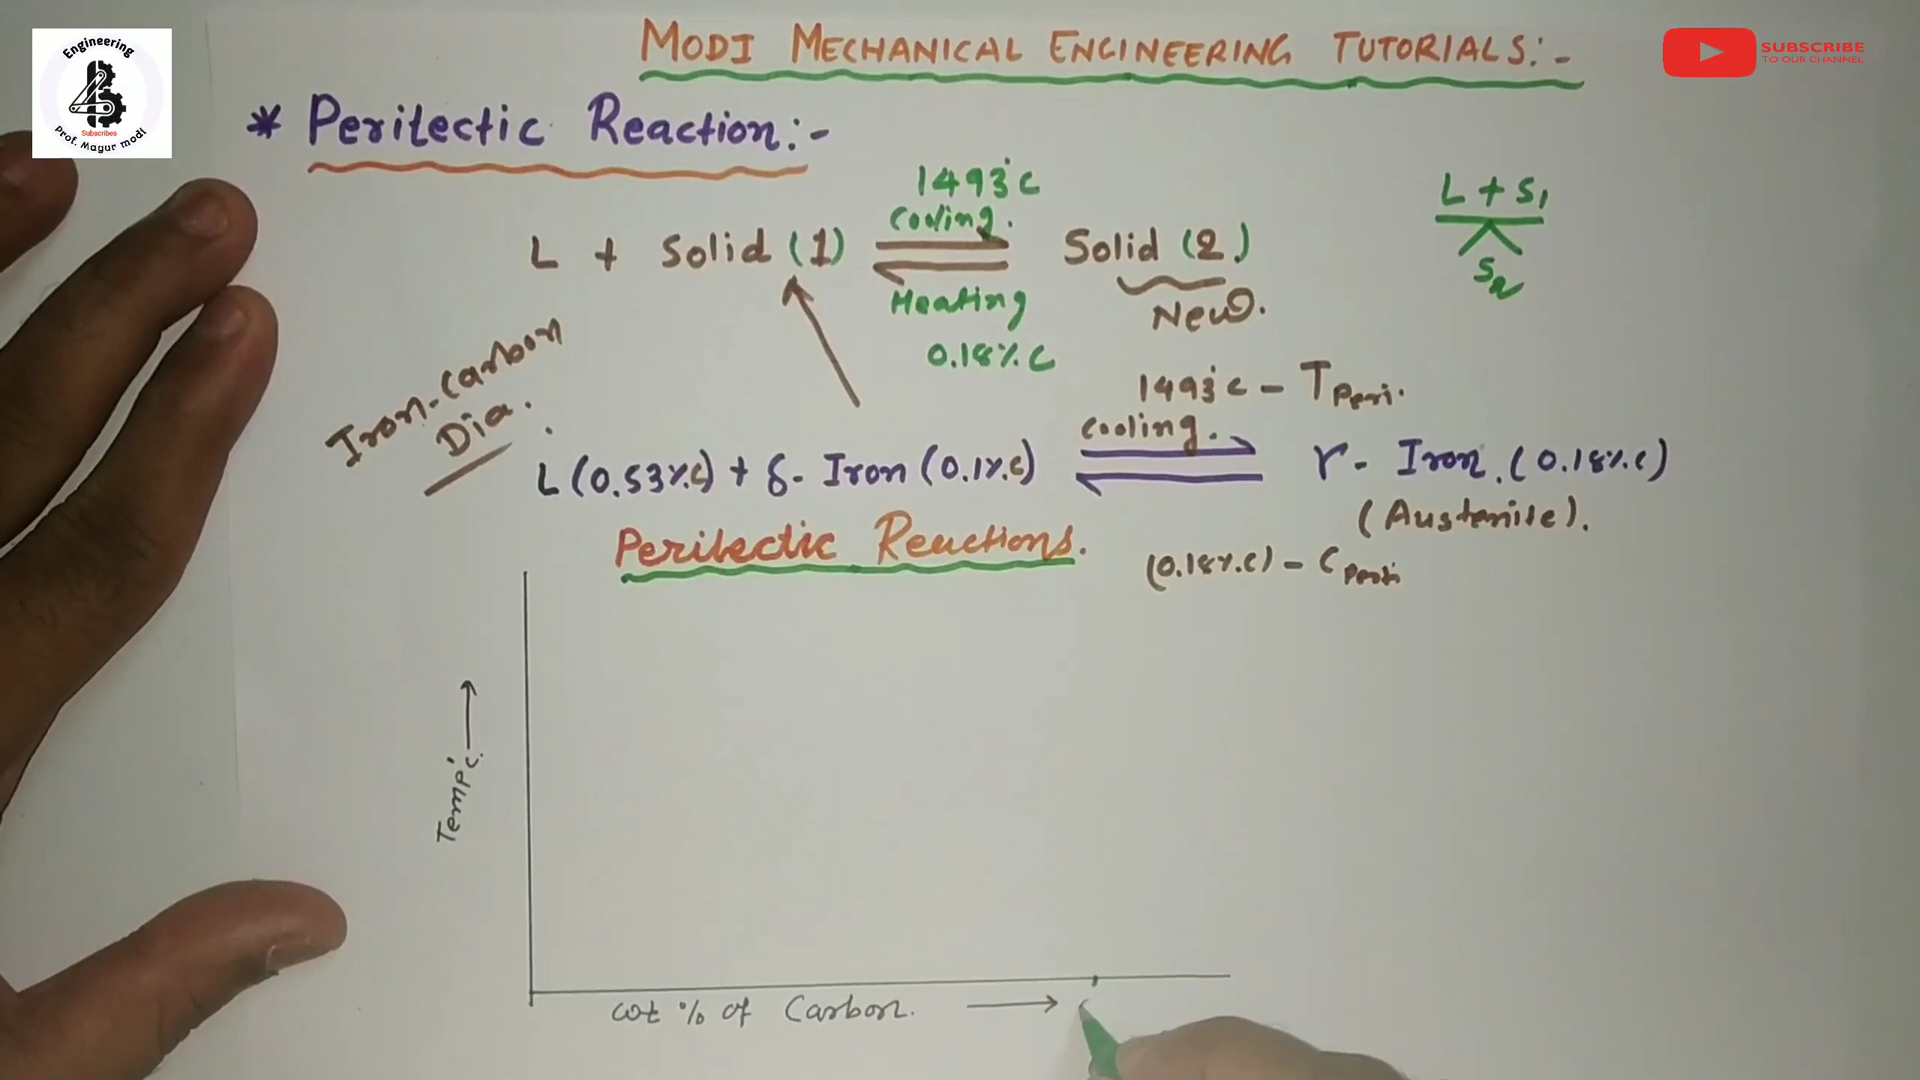 Engineering
Subscribes
Prof. Mayur modi
MODI MECHANICAL ENGINEERING TUTORIALS:-
SUBSCRIBE
TO OUR CHANNEL
* Peritectic Reaction:-
1493°C
L + S1
Cooling.
L + Solid (1) Solid (2)
S2
Heating
New.
0.18%C
Iron-Carbon
Dia.
1493°C - TPeri.
Cooling.
L (0.53%C) + δ- Iron (0.1%C) γ- Iron. (0.18%C)
(Austenite).
Peritectic Reactions.
(0.18%C) - CPeri
Temp°C.
wt % of Carbon.